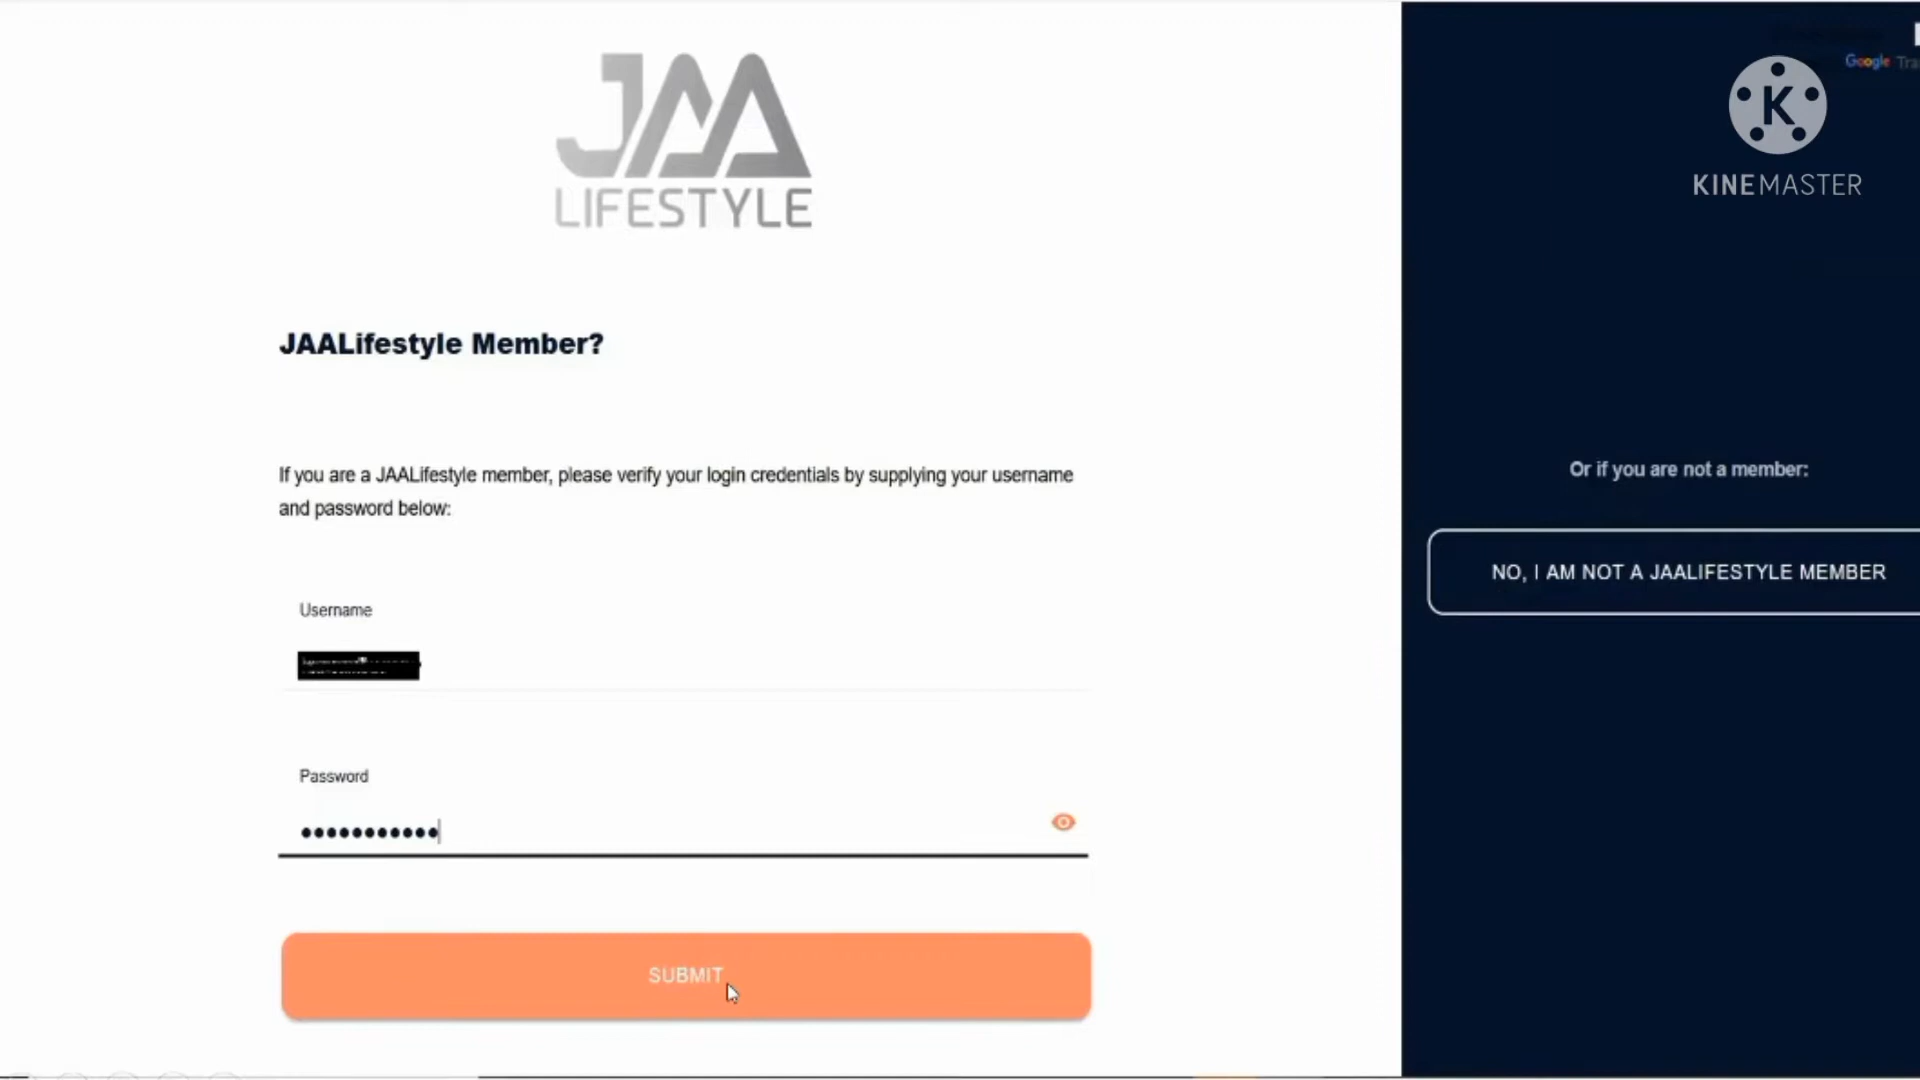 JAA
LIFESTYLE
Google
K
KINEMASTER
JAALifestyle Member?
If you are a JAALifestyle member, please verify your login credentials by supplying your username
and password below:
Or if you are not a member:
NO, I AM NOT A JAALIFESTYLE MEMBER
Username
Password
SUBMIT